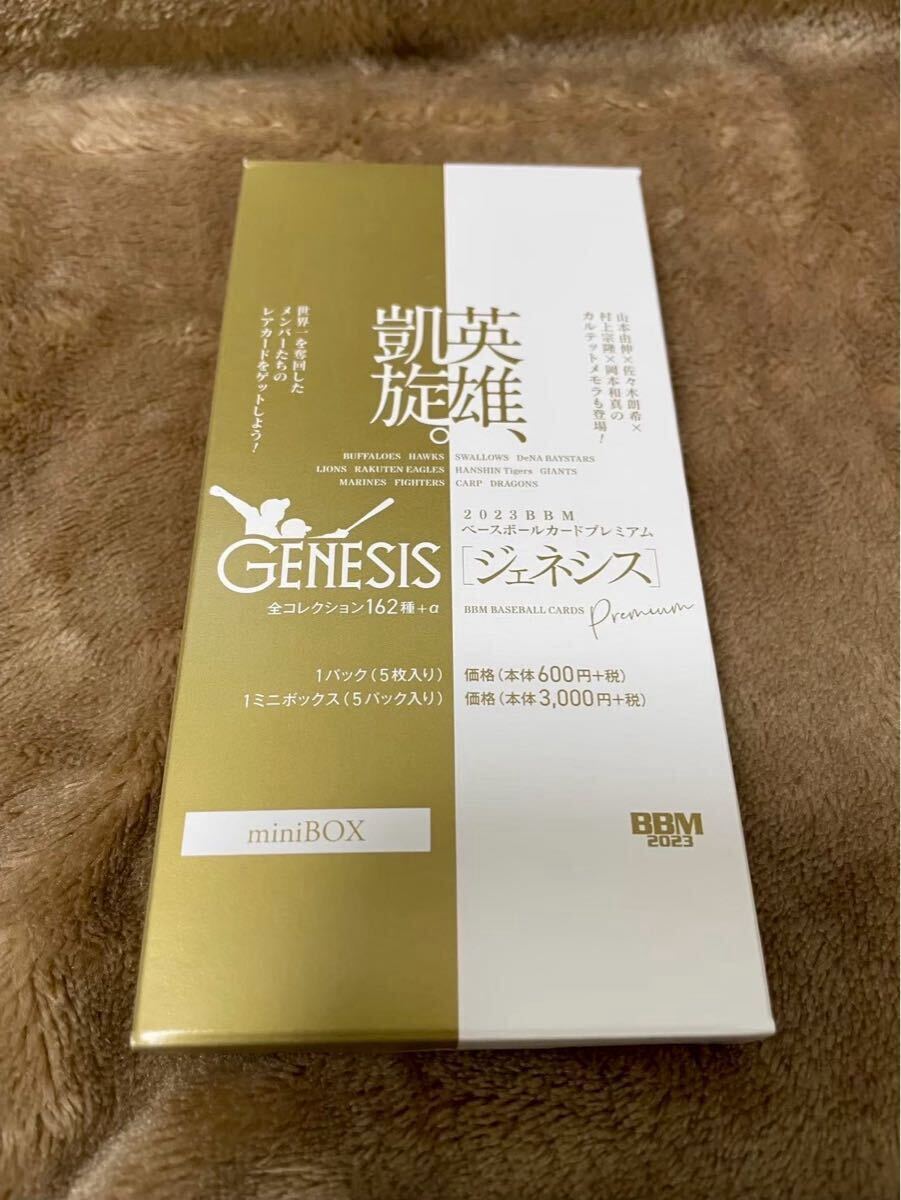 英雄、
凱旋。
山本由伸×佐々木朗希×
村上宗隆×岡本和真の
カルテットメモラも登場！
世界一を奪回した
メンバーたちの
レアカードをゲットしよう！
BUFFALOES HAWKS SWALLOWS DeNA BAYSTARS
LIONS RAKUTEN EAGLES HANSHIN Tigers GIANTS
MARINES FIGHTERS CARP DRAGONS
GENESIS
全コレクション162種+α
2023BBM
ベースボールカードプレミアム
［ジェネシス］
BBM BASEBALL CARDS Premium
1パック（5枚入り） 価格（本体600円+税）
1ミニボックス（5パック入り） 価格（本体3,000円+税）
miniBOX
BBM
2023